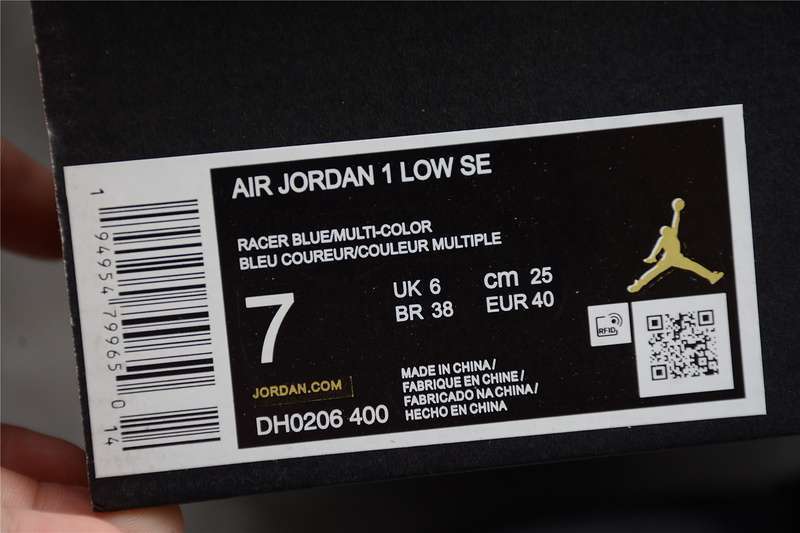 AIR JORDAN 1 LOW SE
RACER BLUE/MULTI-COLOR
BLEU COUREUR/COULEUR MULTIPLE
7
UK 6
cm 25
BR 38
EUR 40
RFID
JORDAN.COM
DH0206 400
MADE IN CHINA/
FABRIQUE EN CHINE/
FABRICADO NA CHINA/
HECHO EN CHINA
1 94954 79965 0 14